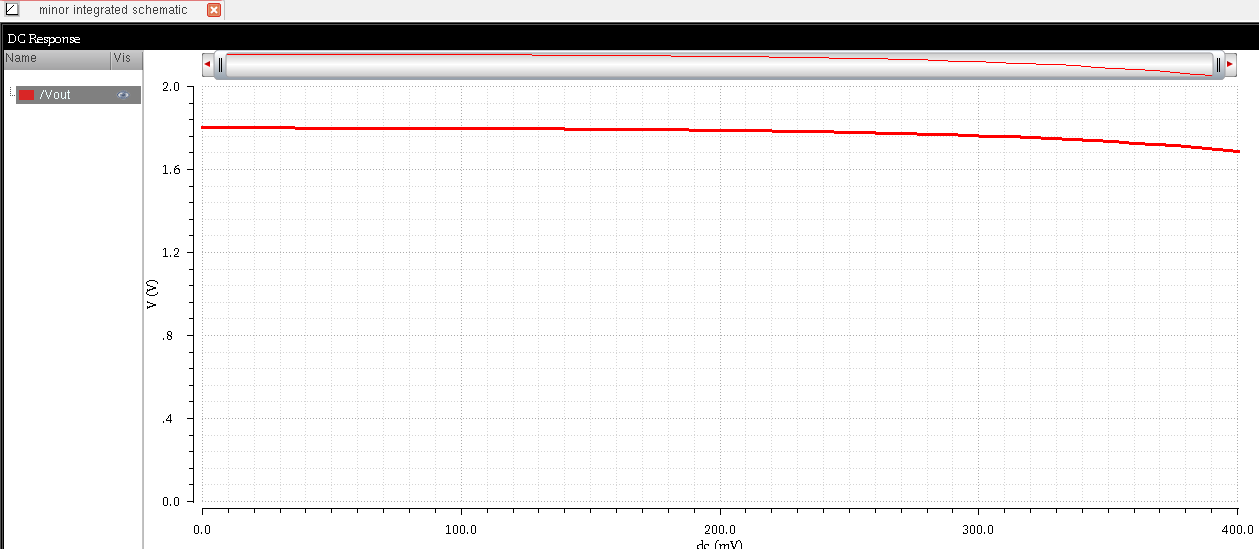 minor integrated schematic
DC Response
Name Vis
/Vout
2.0
1.6
1.2
.8
.4
0.0
V (V)
0.0 100.0 200.0 300.0 400.0
dc (mV)